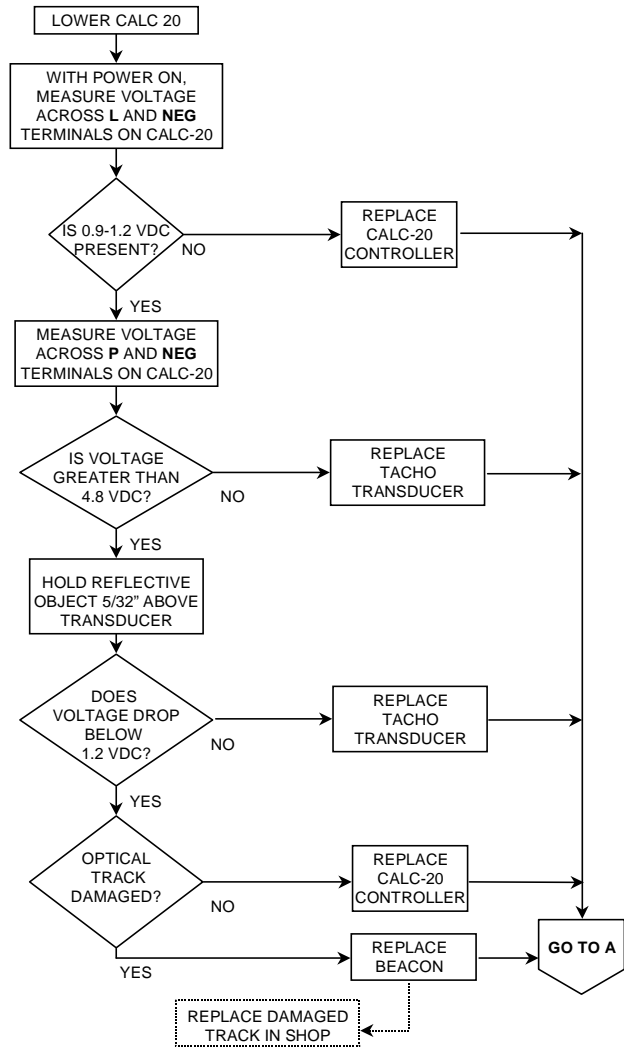 LOWER CALC 20
WITH POWER ON,
MEASURE VOLTAGE
ACROSS L AND NEG
TERMINALS ON CALC-20
IS 0.9-1.2 VDC
PRESENT?
NO
REPLACE
CALC-20
CONTROLLER
YES
MEASURE VOLTAGE
ACROSS P AND NEG
TERMINALS ON CALC-20
IS VOLTAGE
GREATER THAN
4.8 VDC?
NO
REPLACE
TACHO
TRANSDUCER
YES
HOLD REFLECTIVE
OBJECT 5/32” ABOVE
TRANSDUCER
DOES
VOLTAGE DROP
BELOW
1.2 VDC?
NO
REPLACE
TACHO
TRANSDUCER
YES
OPTICAL
TRACK
DAMAGED?
NO
REPLACE
CALC-20
CONTROLLER
YES
REPLACE
BEACON
GO TO A
REPLACE DAMAGED
TRACK IN SHOP